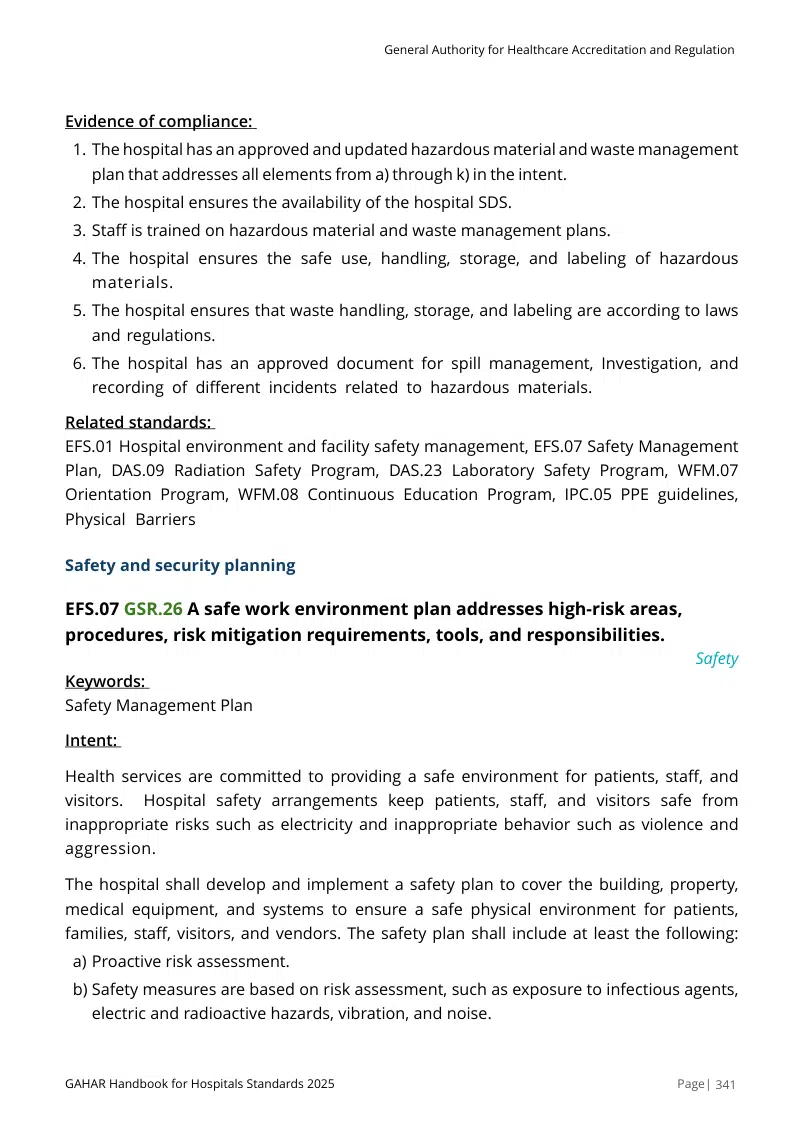 General Authority for Healthcare Accreditation and Regulation
Evidence of compliance:
1. The hospital has an approved and updated hazardous material and waste management
plan that addresses all elements from a) through k) in the intent.
2. The hospital ensures the availability of the hospital SDS.
3. Staff is trained on hazardous material and waste management plans.
4. The hospital ensures the safe use, handling, storage, and labeling of hazardous
materials.
5. The hospital ensures that waste handling, storage, and labeling are according to laws
and regulations.
6. The hospital has an approved document for spill management, Investigation, and
recording of different incidents related to hazardous materials.
Related standards:
EFS.01 Hospital environment and facility safety management, EFS.07 Safety Management
Plan, DAS.09 Radiation Safety Program, DAS.23 Laboratory Safety Program, WFM.07
Orientation Program, WFM.08 Continuous Education Program, IPC.05 PPE guidelines,
Physical Barriers
Safety and security planning
EFS.07 GSR.26 A safe work environment plan addresses high-risk areas,
procedures, risk mitigation requirements, tools, and responsibilities.
Safety
Keywords:
Safety Management Plan
Intent:
Health services are committed to providing a safe environment for patients, staff, and
visitors. Hospital safety arrangements keep patients, staff, and visitors safe from
inappropriate risks such as electricity and inappropriate behavior such as violence and
aggression.
The hospital shall develop and implement a safety plan to cover the building, property,
medical equipment, and systems to ensure a safe physical environment for patients,
families, staff, visitors, and vendors. The safety plan shall include at least the following:
a) Proactive risk assessment.
b) Safety measures are based on risk assessment, such as exposure to infectious agents,
electric and radioactive hazards, vibration, and noise.
GAHAR Handbook for Hospitals Standards 2025
Page| 341